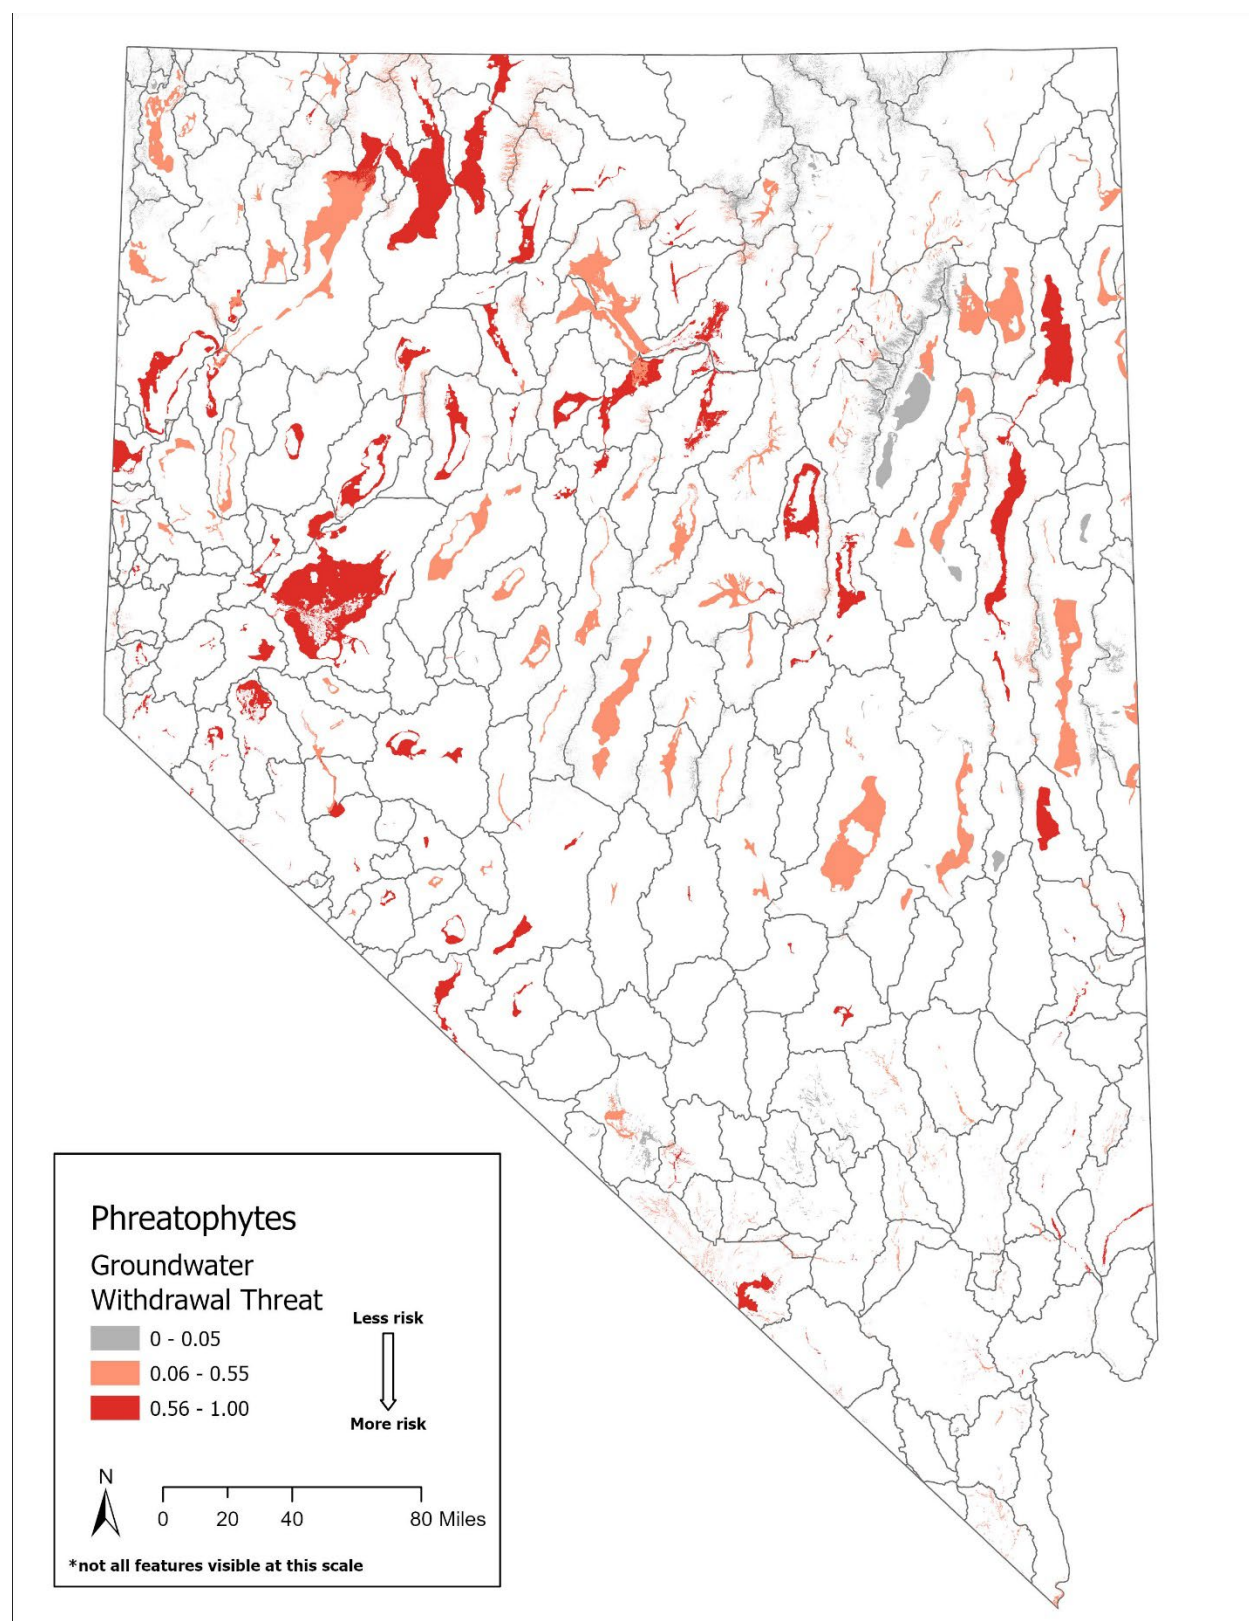 Phreatophytes
Groundwater
Withdrawal Threat
Less risk
0 - 0.05
0.06 - 0.55
0.56 - 1.00
More risk
N
0 20 40 80 Miles
*not all features visible at this scale